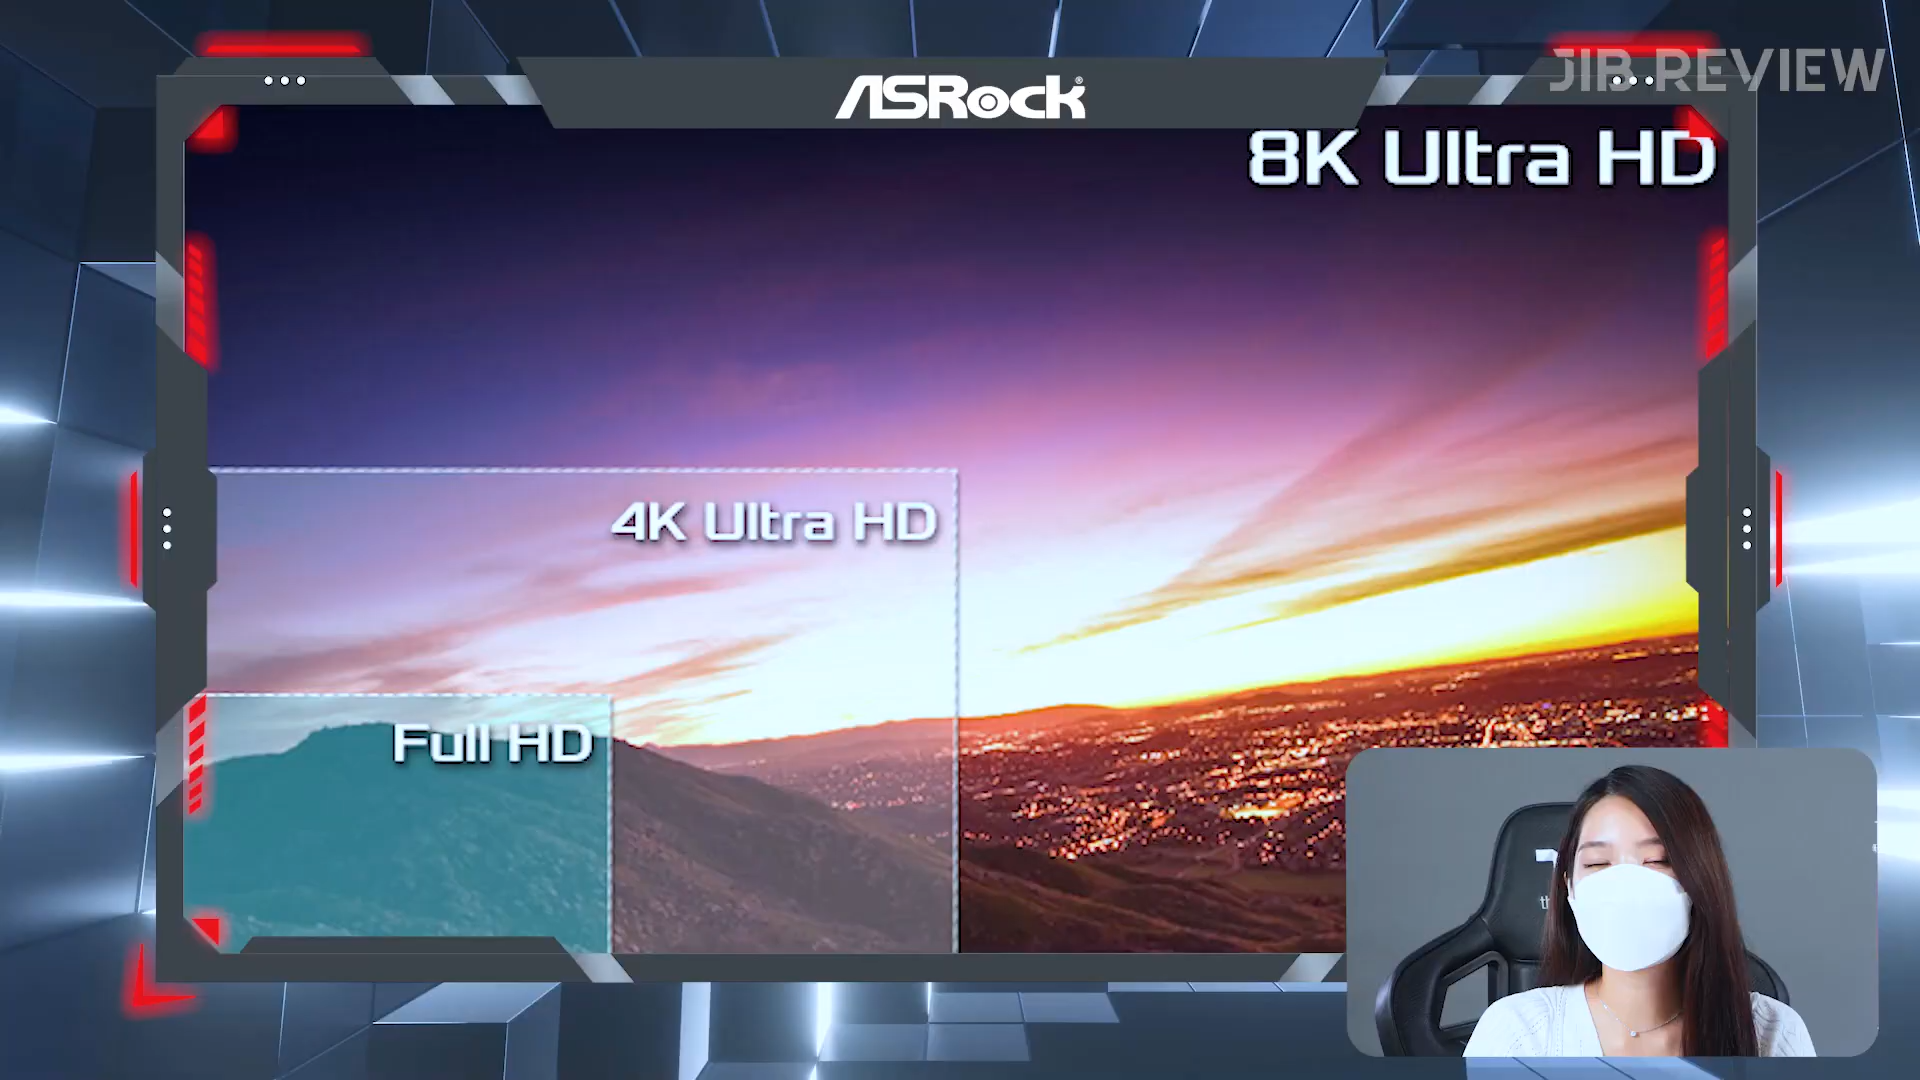 ASRock®
JIB REVIEW
8K Ultra HD
4K Ultra HD
Full HD